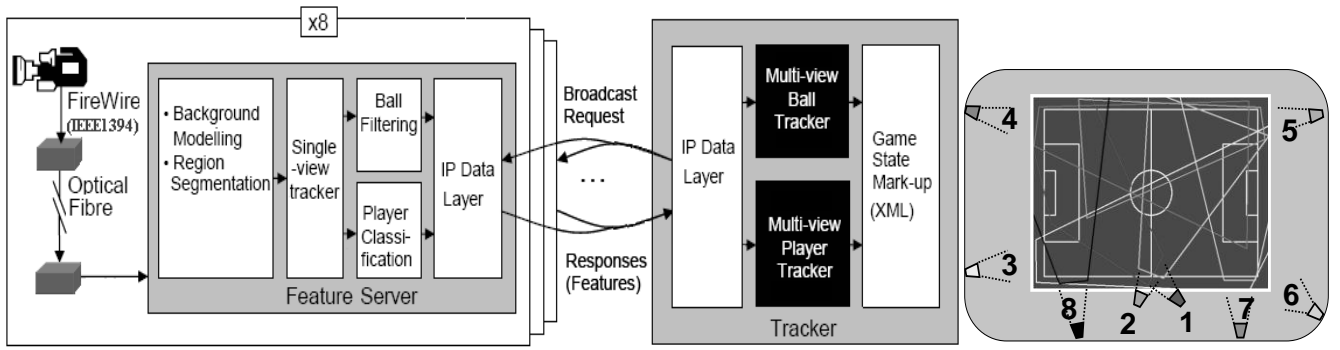 x8
FireWire
(IEEE1394)
Optical
Fibre
• Background
Modelling
• Region
Segmentation
Single
-view
tracker
Ball
Filtering
Player
Classi-
fication
IP Data
Layer
Feature Server
Broadcast
Request
...
Responses
(Features)
IP Data
Layer
Multi-view
Ball
Tracker
Multi-view
Player
Tracker
Game
State
Mark-up
(XML)
Tracker
4
5
3
6
8
2
1
7